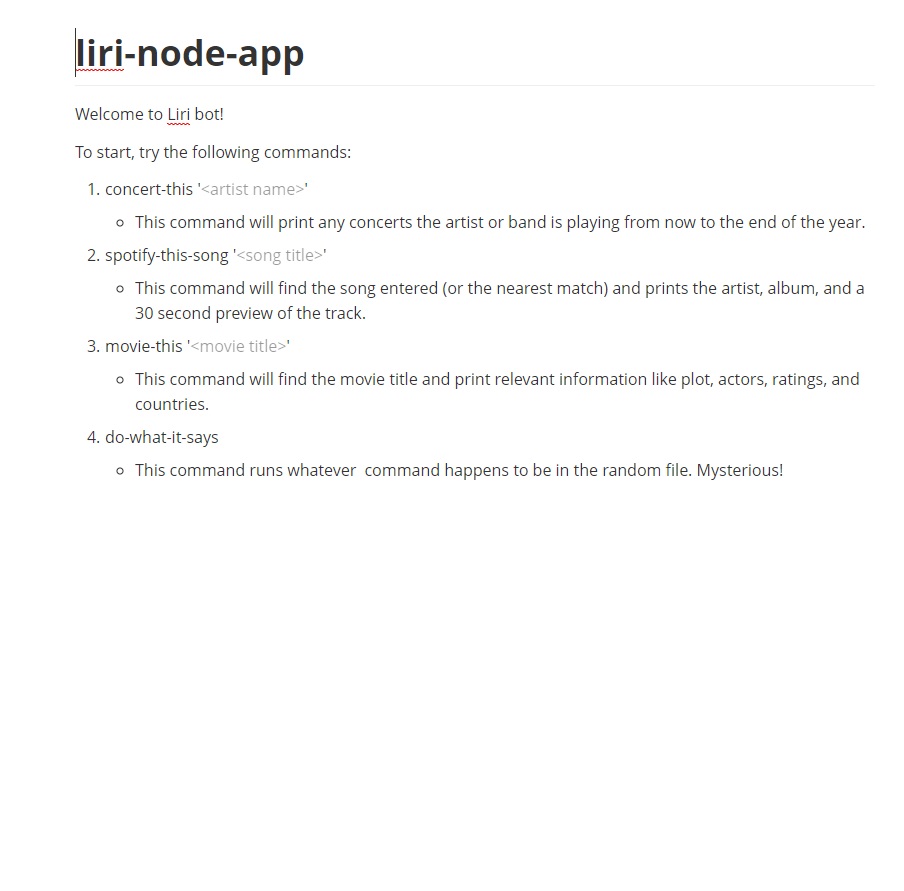 liri-node-app
Welcome to Liri bot!
To start, try the following commands:
1. concert-this '<artist name>'
This command will print any concerts the artist or band is playing from now to the end of the year.
2. spotify-this-song '<song title>'
This command will find the song entered (or the nearest match) and prints the artist, album, and a
30 second preview of the track.
3. movie-this '<movie title>'
This command will find the movie title and print relevant information like plot, actors, ratings, and
countries.
4. do-what-it-says
This command runs whatever  command happens to be in the random file. Mysterious!